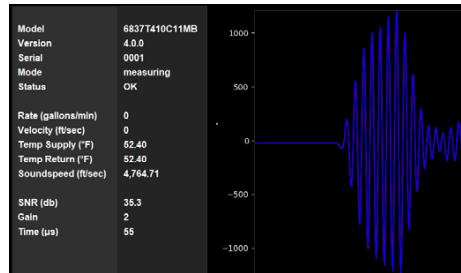 Model 6837T410C11MB
Version 4.0.0
Serial 0001
Mode measuring
Status OK
Rate (gallons/min) 0
Velocity (ft/sec) 0
Temp Supply (°F) 52.40
Temp Return (°F) 52.40
Soundspeed (ft/sec) 4,764.71
SNR (db) 35.3
Gain 2
Time (µs) 55
1000
500
0
−500
−1000